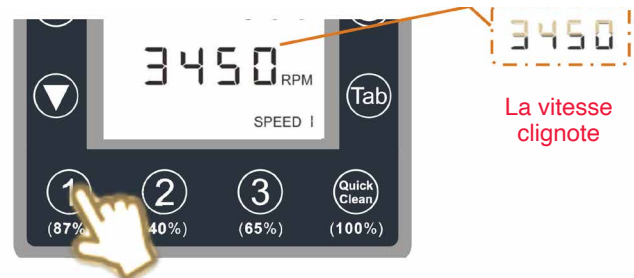 3450 RPM
3450
Tab
SPEED 1
La vitesse
clignote
1 2 3 Quick
Clean
(87% 40%) (65%) (100%)